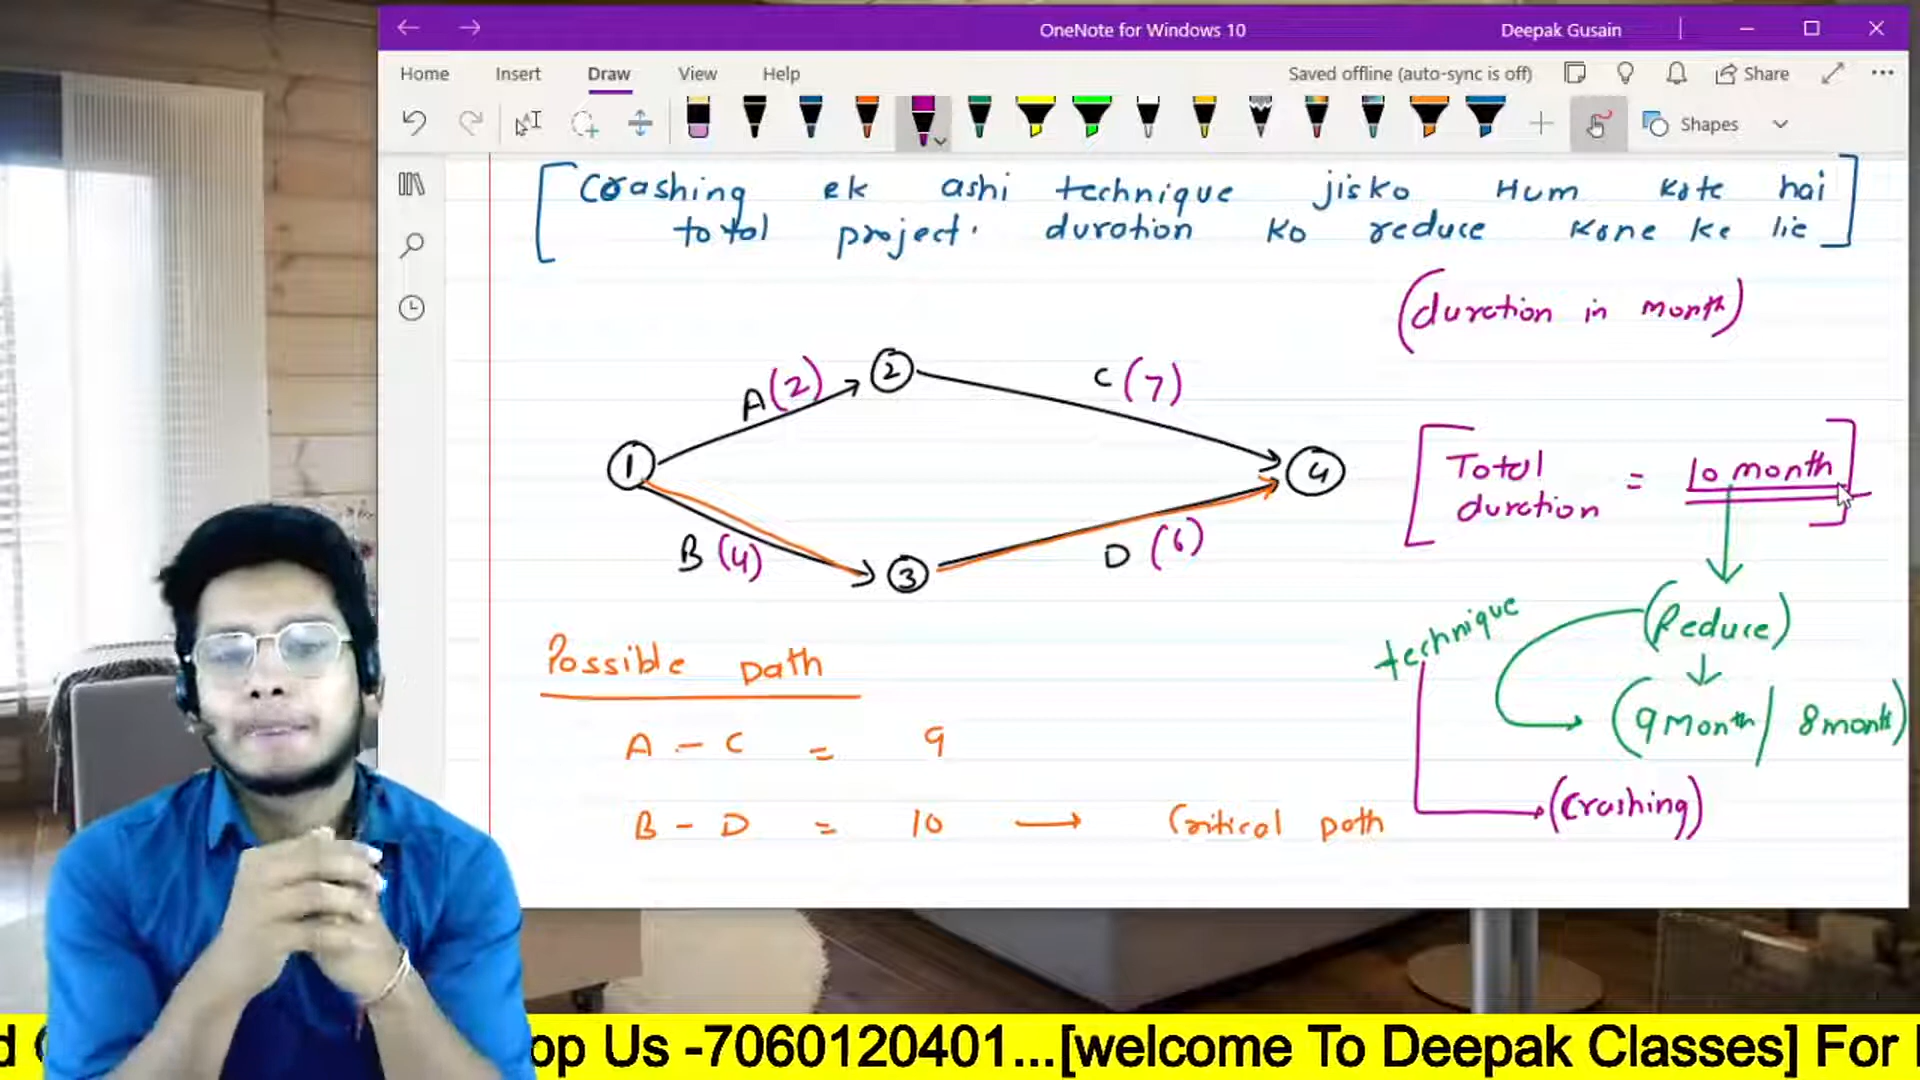 OneNote for Windows 10
Deepak Gusain
Home Insert Draw View Help
Saved offline (auto-sync is off)
Share
Shapes
[Crashing ek ashi technique jisko Hum kote hai
total project. duration ko reduce kone ke lie]
(duration in month)
2
A(2)
C (7)
1
4
B (4)
3
D (6)
Total duration = 10 month
(Reduce)
technique
(9 Month / 8 month)
(Crashing)
Possible path
A - C = 9
B - D = 10 → Critical path
op Us -7060120401...[welcome To Deepak Classes] For